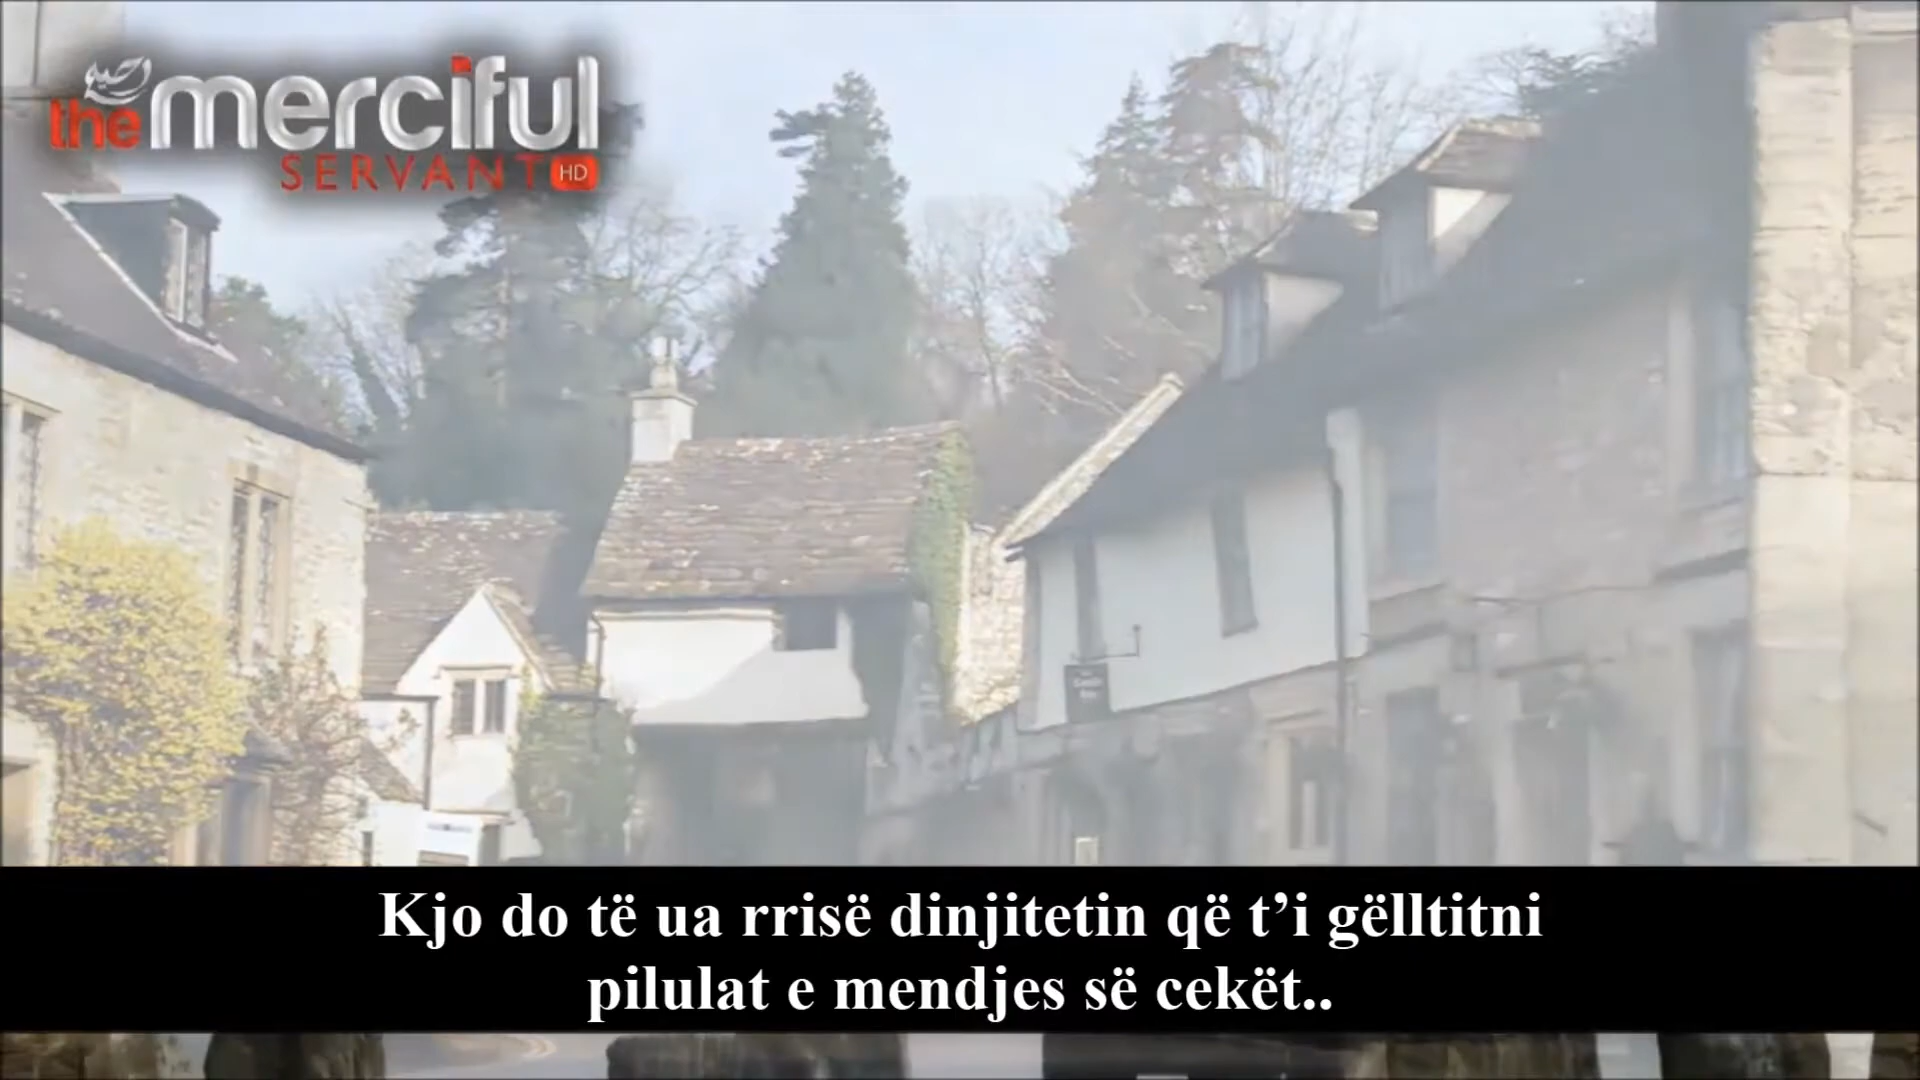 the merciful
SERVANT HD
Kjo do të ua rrisë dinjitetin që t’i gëlltitni
pilulat e mendjes së cekët..